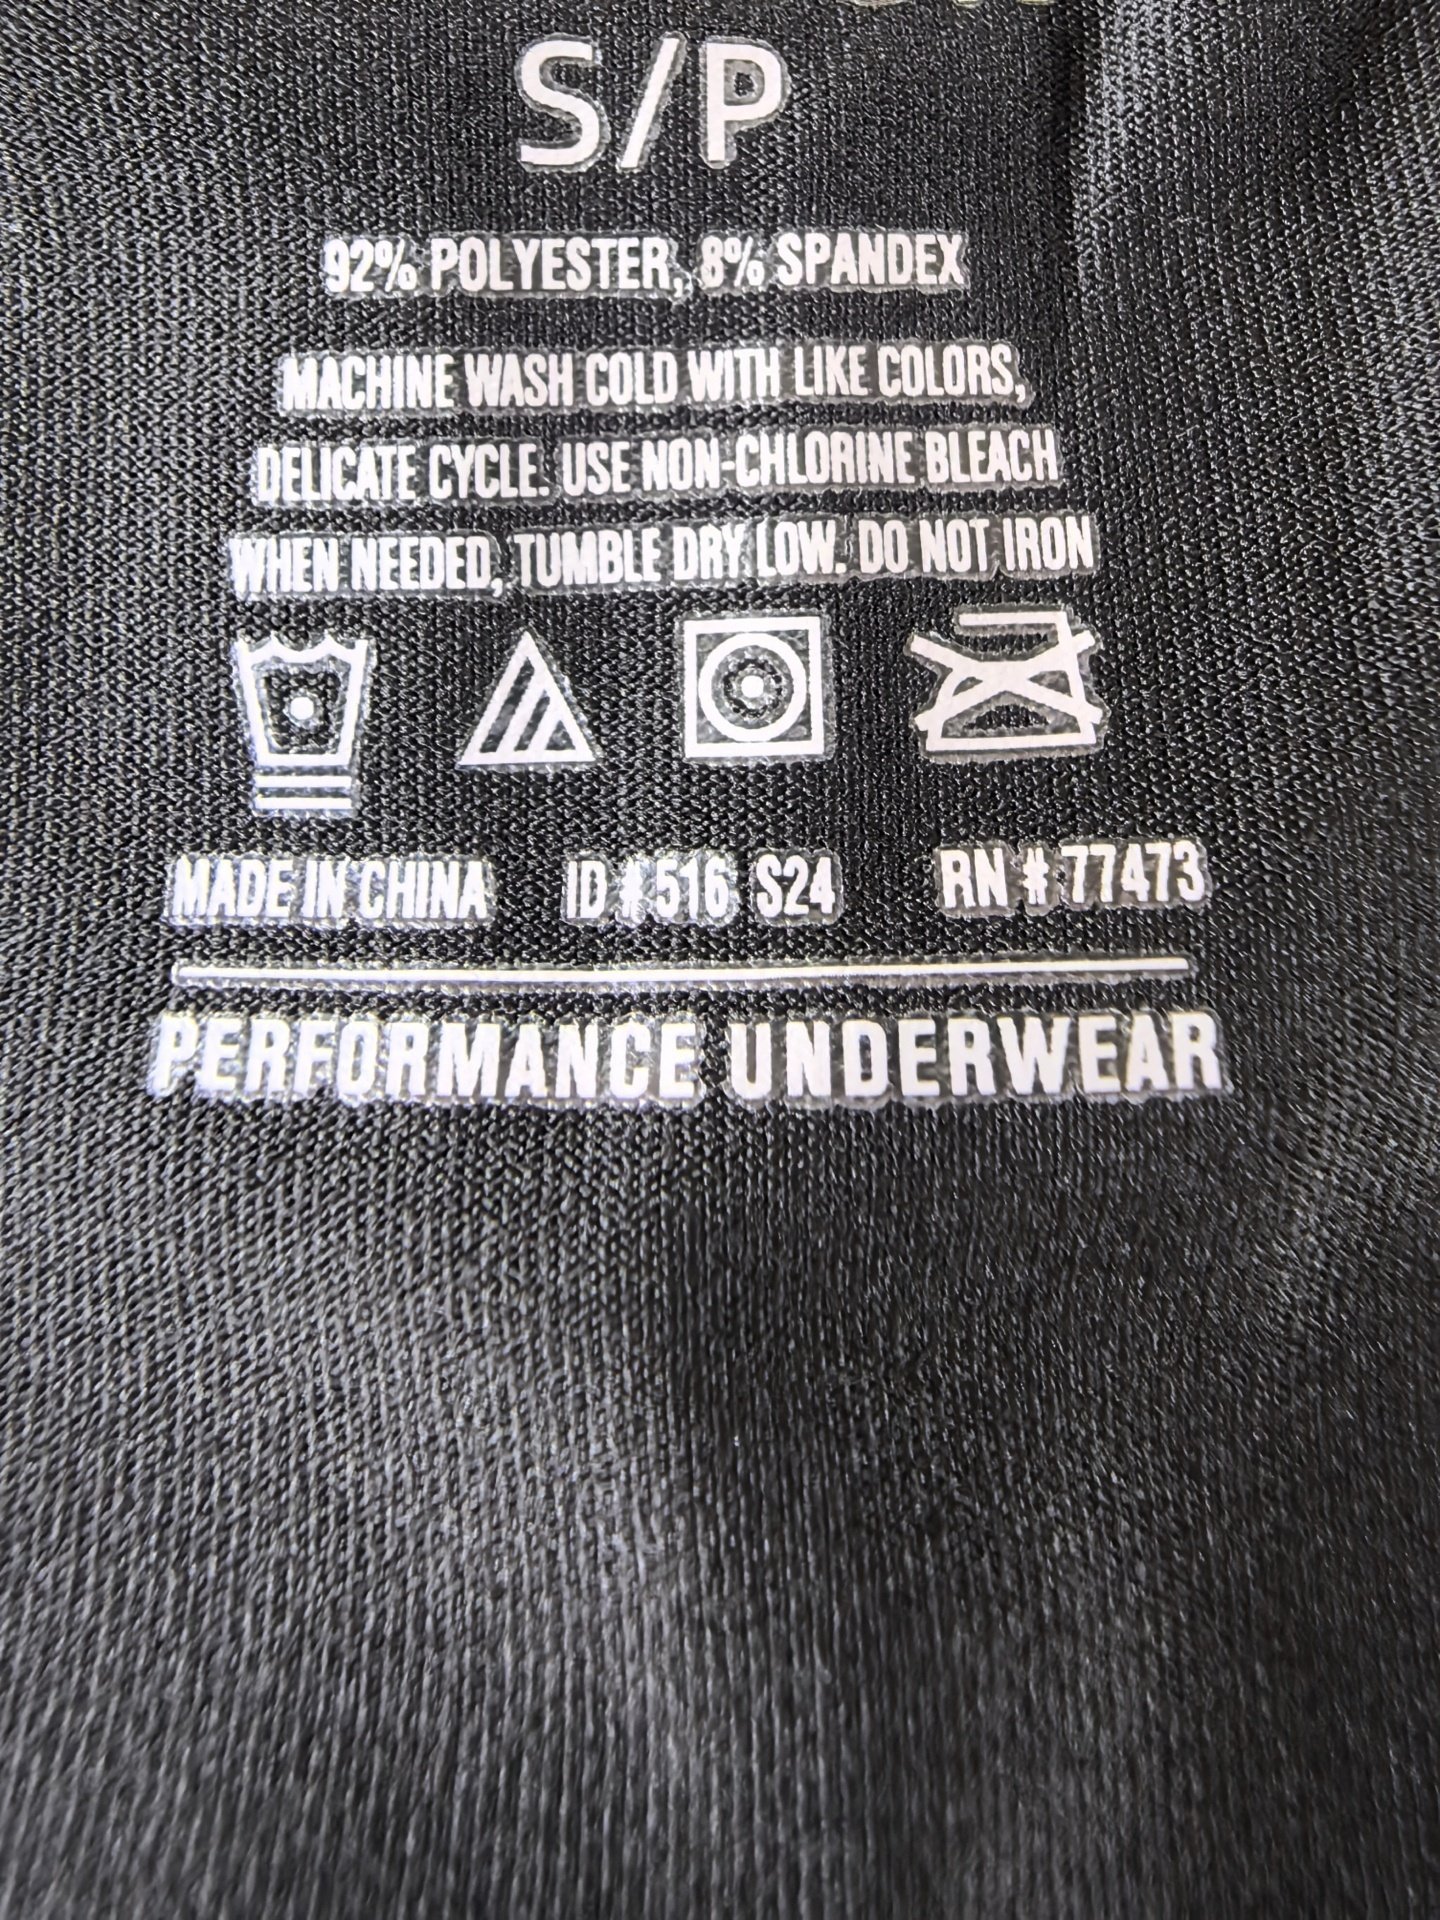 S/P
92% POLYESTER, 8% SPANDEX
MACHINE WASH COLD WITH LIKE COLORS,
DELICATE CYCLE. USE NON-CHLORINE BLEACH
WHEN NEEDED, TUMBLE DRY LOW. DO NOT IRON
MADE IN CHINA ID # 516 S24 RN # 77473
PERFORMANCE UNDERWEAR